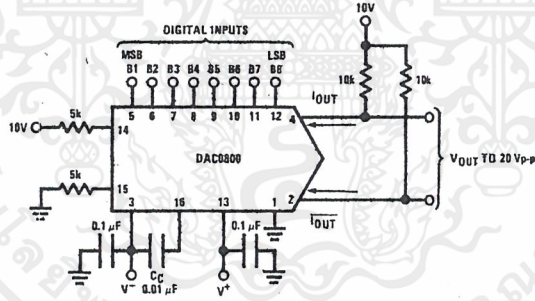 10V
DIGITAL INPUTS
MSB LSB
B1 B2 B3 B4 B5 B6 B7 B8
10k 10k
IOUT
5k
5 6 7 8 9 10 11 12
10V 14 4
DAC0800
VOUT TO 20 Vp-p
5k
15 2
3 16 13 1
IOUT
0.1 µF 0.1 µF
CC
0.01 µF
V− V+